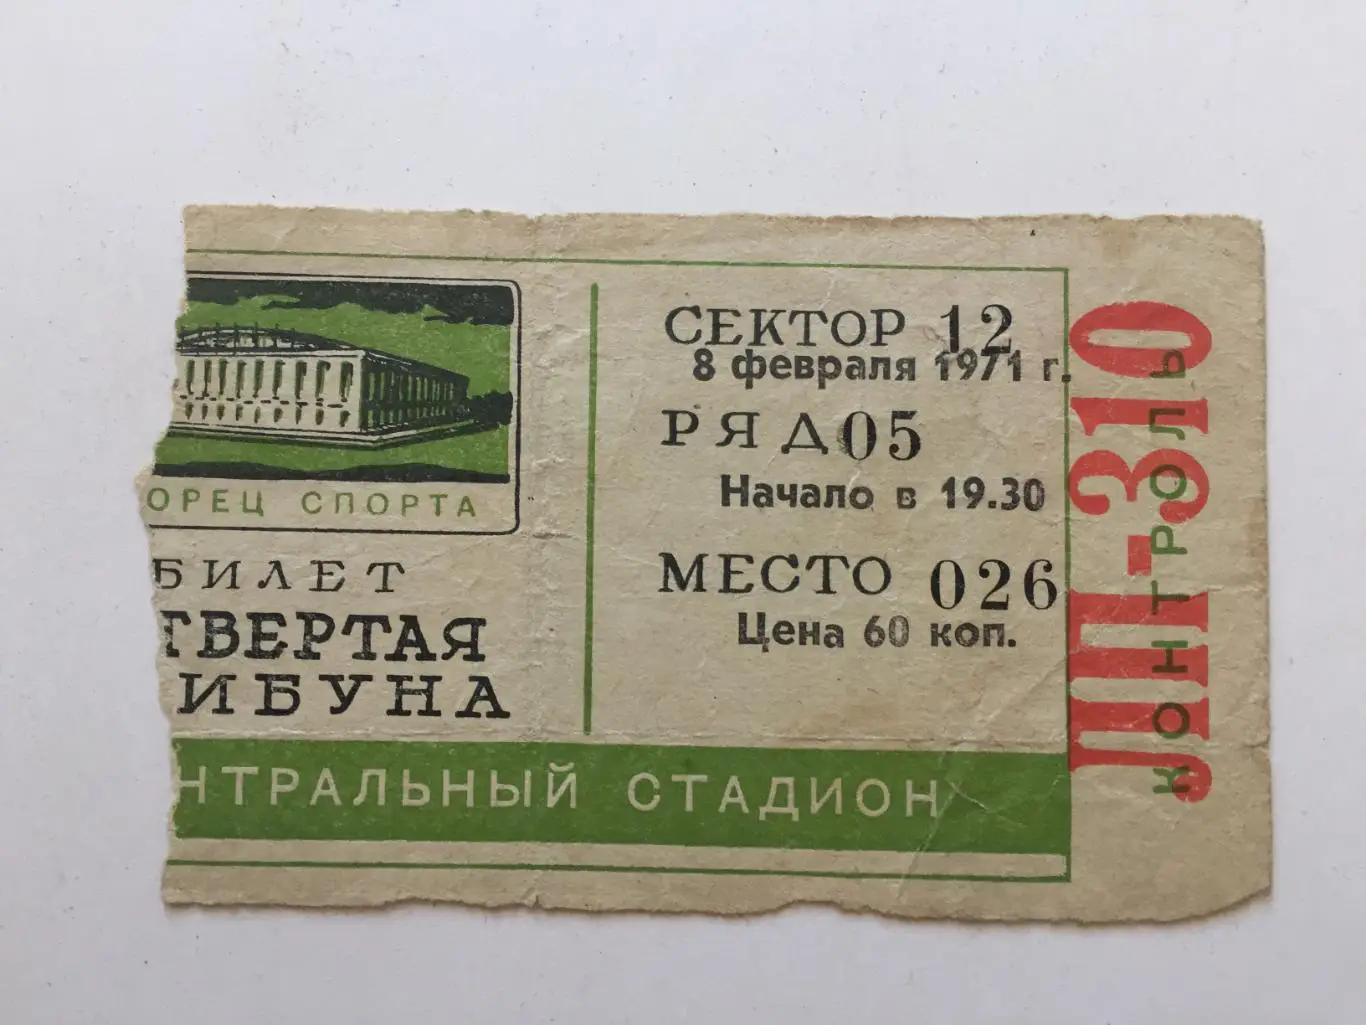 ОРЕЦ СПОРТА
БИЛЕТ
ТВЕРТАЯ
ИБУНА
НТРАЛЬНЫЙ СТАДИОН
СЕКТОР 12
8 февраля 1971 г.
РЯД 05
Начало в 19.30
МЕСТО 026
Цена 60 коп.
КОНТРОЛЬ
ЛП-310